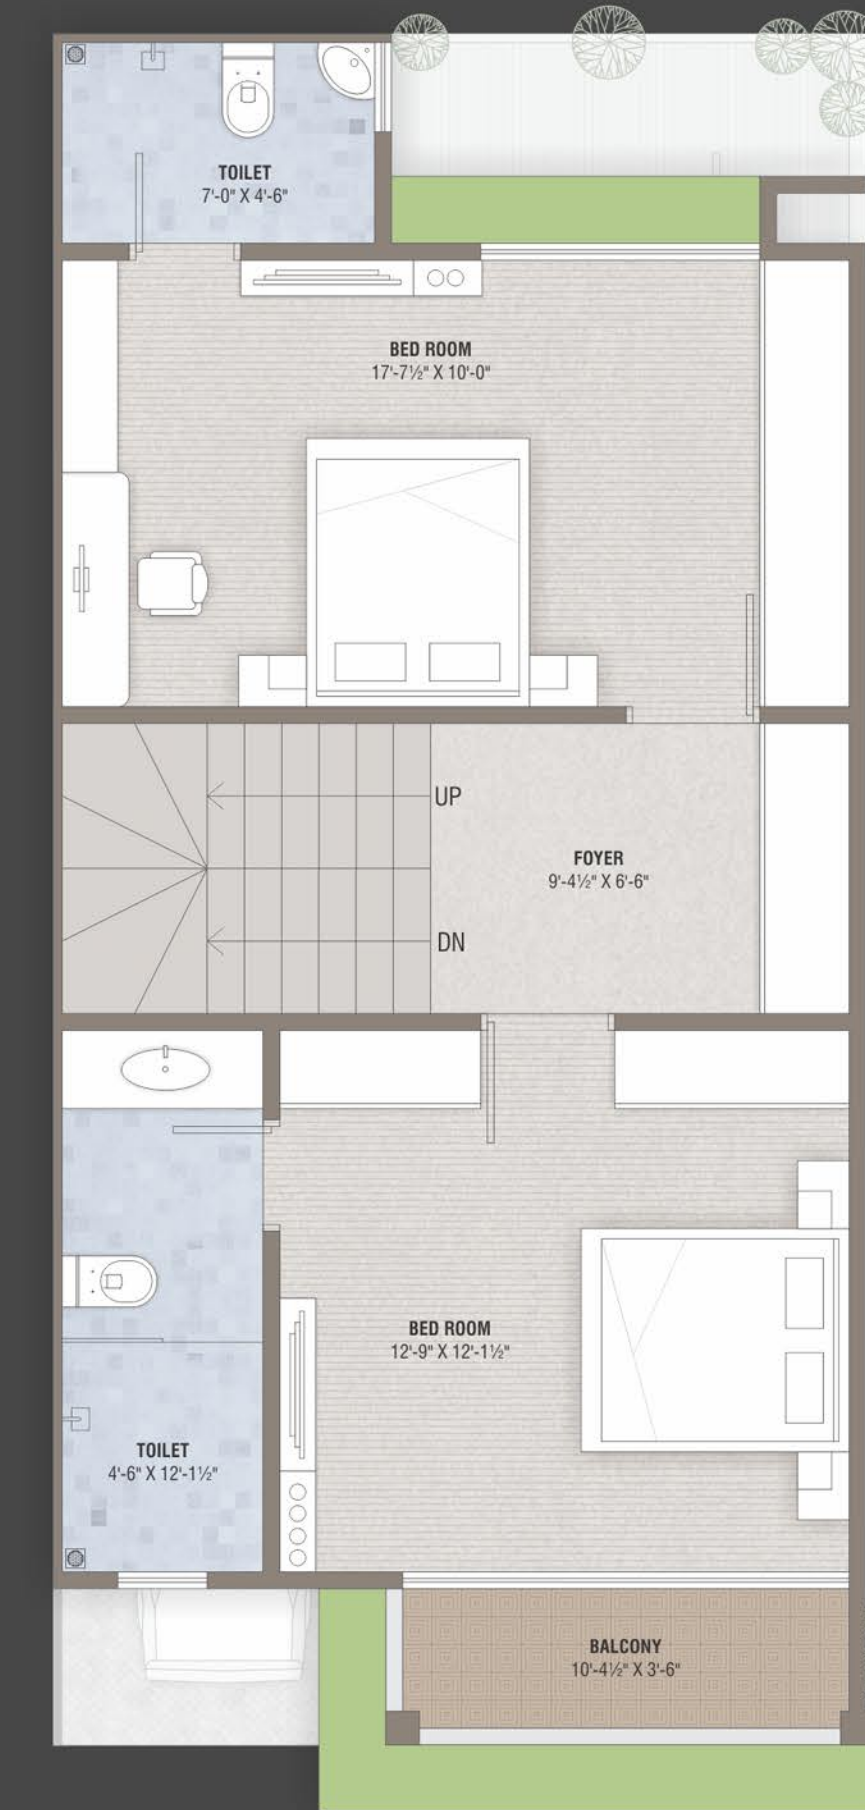 TOILET
7'-0" X 4'-6"
BED ROOM
17'-7½" X 10'-0"
UP
FOYER
9'-4½" X 6'-6"
DN
BED ROOM
12'-9" X 12'-1½"
TOILET
4'-6" X 12'-1½"
BALCONY
10'-4½" X 3'-6"